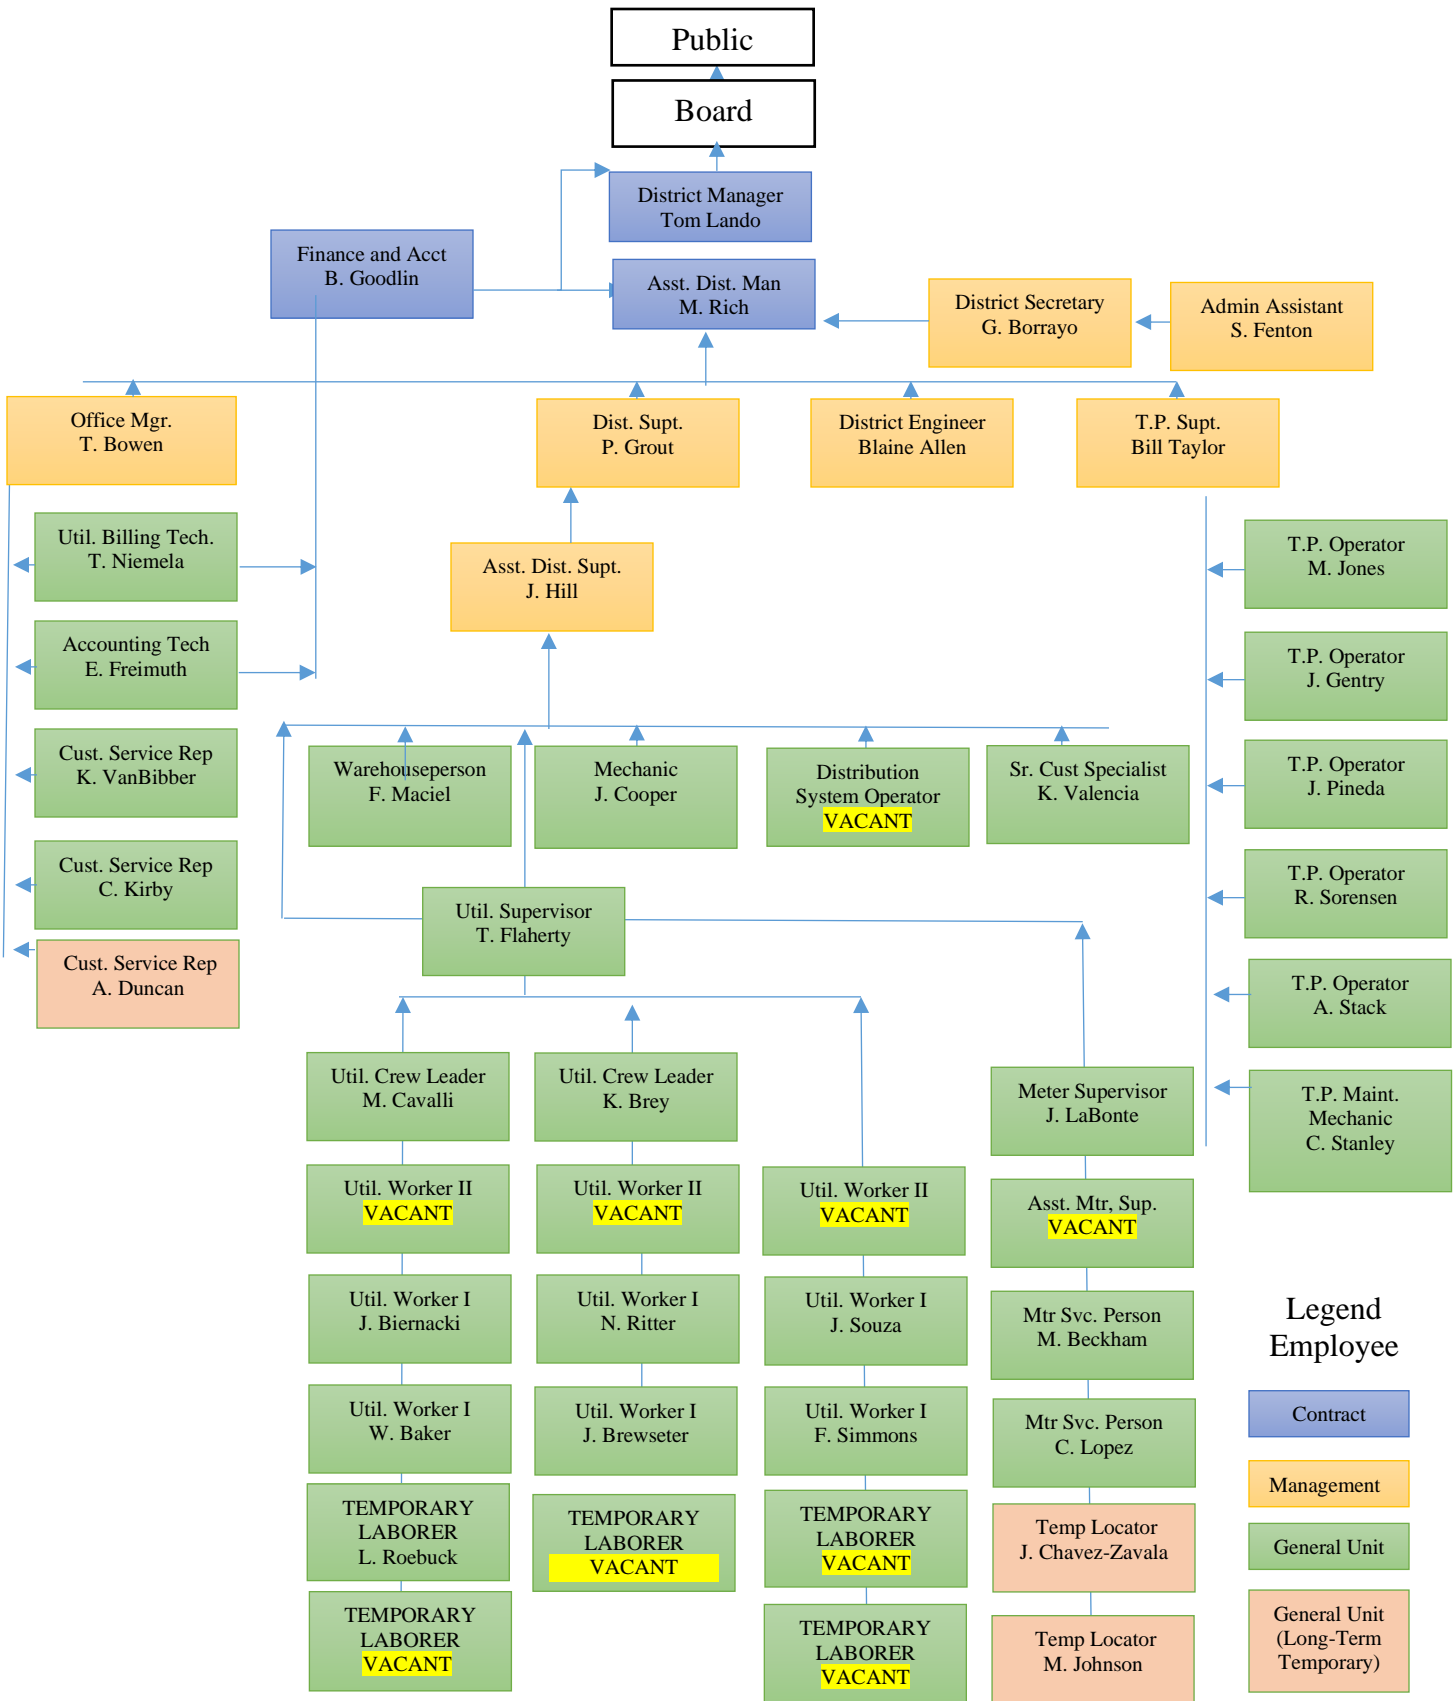 Public
Board
District Manager
Tom Lando
Finance and Acct
B. Goodlin
Asst. Dist. Man
M. Rich
District Secretary
G. Borrayo
Admin Assistant
S. Fenton
Office Mgr.
T. Bowen
Dist. Supt.
P. Grout
District Engineer
Blaine Allen
T.P. Supt.
Bill Taylor
Util. Billing Tech.
T. Niemela
Accounting Tech
E. Freimuth
Cust. Service Rep
K. VanBibber
Cust. Service Rep
C. Kirby
Cust. Service Rep
A. Duncan
Asst. Dist. Supt.
J. Hill
T.P. Operator
M. Jones
T.P. Operator
J. Gentry
T.P. Operator
J. Pineda
T.P. Operator
R. Sorensen
T.P. Operator
A. Stack
T.P. Maint.
Mechanic
C. Stanley
Warehouseperson
F. Maciel
Mechanic
J. Cooper
Distribution
System Operator
VACANT
Sr. Cust Specialist
K. Valencia
Util. Supervisor
T. Flaherty
Util. Crew Leader
M. Cavalli
Util. Worker II
VACANT
Util. Worker I
J. Biernacki
Util. Worker I
W. Baker
TEMPORARY
LABORER
L. Roebuck
TEMPORARY
LABORER
VACANT
Util. Crew Leader
K. Brey
Util. Worker II
VACANT
Util. Worker I
N. Ritter
Util. Worker I
J. Brewseter
TEMPORARY
LABORER
VACANT
Util. Worker II
VACANT
Util. Worker I
J. Souza
Util. Worker I
F. Simmons
TEMPORARY
LABORER
VACANT
TEMPORARY
LABORER
VACANT
Meter Supervisor
J. LaBonte
Asst. Mtr, Sup.
VACANT
Mtr Svc. Person
M. Beckham
Mtr Svc. Person
C. Lopez
Temp Locator
J. Chavez-Zavala
Temp Locator
M. Johnson
Legend
Employee
Contract
Management
General Unit
General Unit
(Long-Term
Temporary)